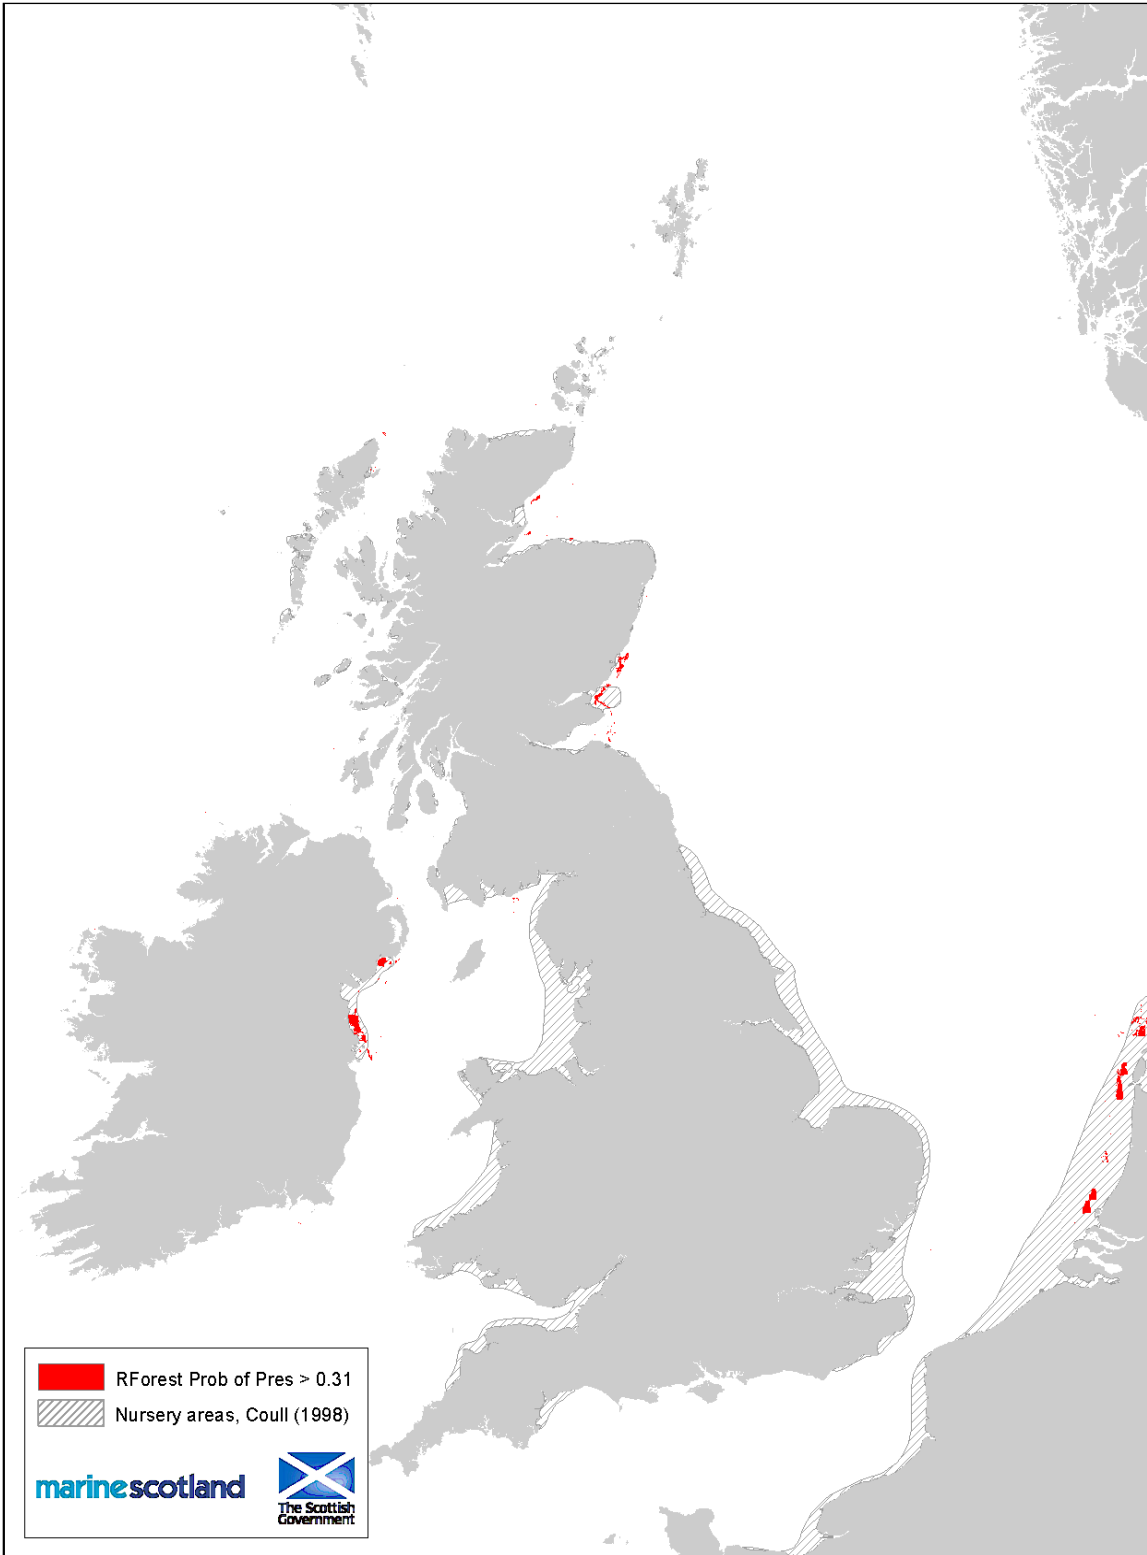 RForest Prob of Pres > 0.31
Nursery areas, Coull (1998)
marinescotland
The Scottish
Government